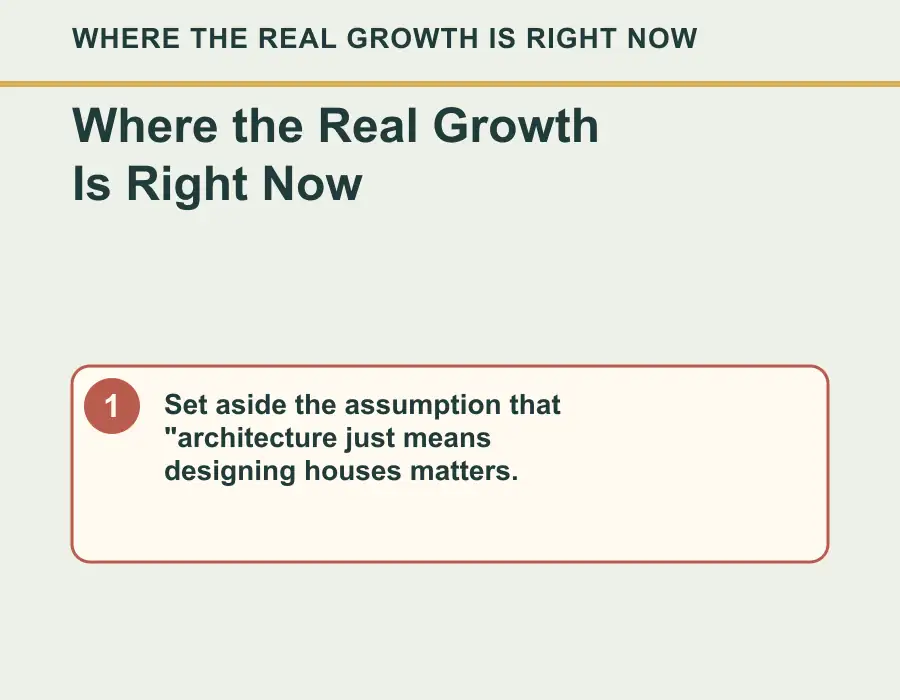 WHERE THE REAL GROWTH IS RIGHT NOW
Where the Real Growth
Is Right Now
1
Set aside the assumption that
"architecture just means
designing houses matters.